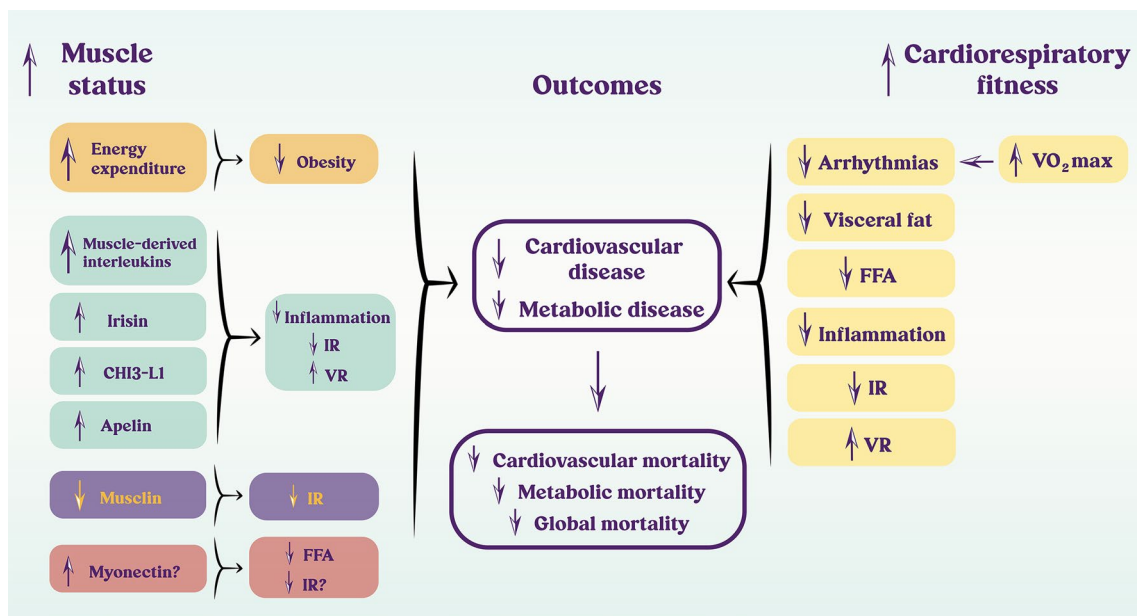 Muscle
status
Energy
expenditure
Obesity
Muscle-derived
interleukins
Irisin
CHI3-L1
Apelin
Inflammation
IR
VR
Musclin
IR
Myonectin?
FFA
IR?
Outcomes
Cardiovascular
disease
Metabolic disease
Cardiovascular mortality
Metabolic mortality
Global mortality
Cardiorespiratory
fitness
Arrhythmias
VO₂ max
Visceral fat
FFA
Inflammation
IR
VR